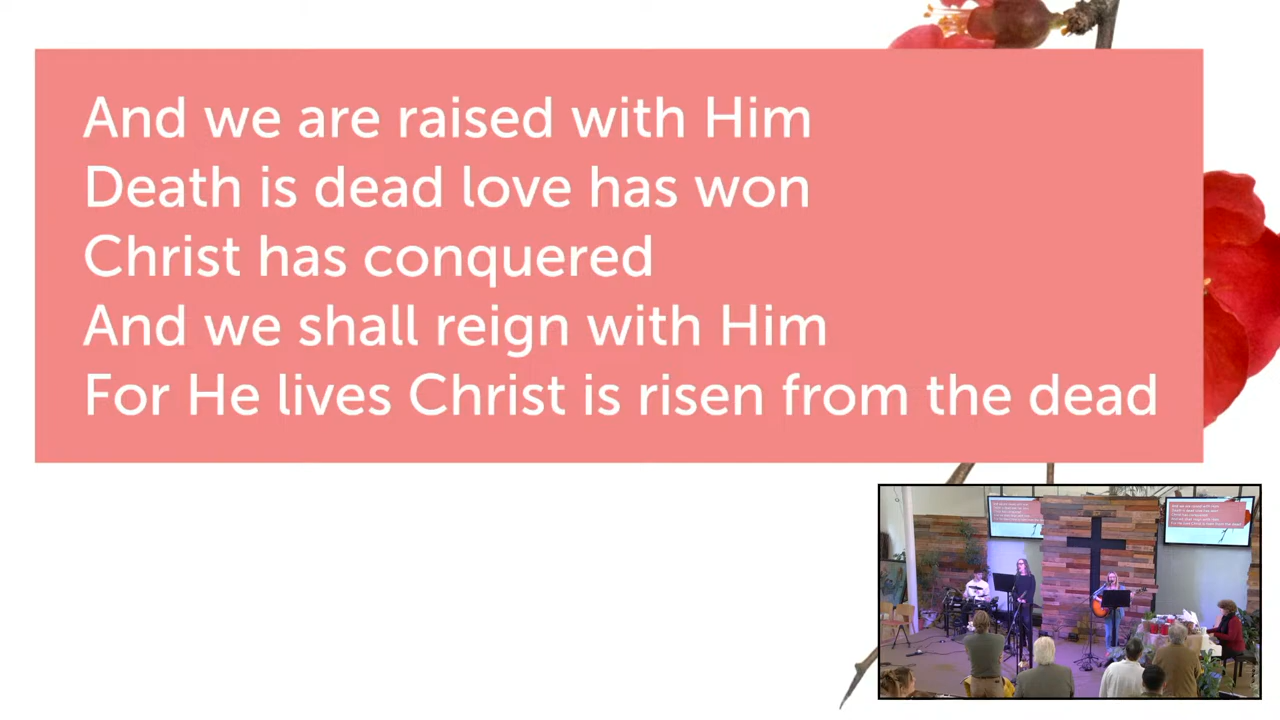 And we are raised with Him
Death is dead love has won
Christ has conquered
And we shall reign with Him
For He lives Christ is risen from the dead